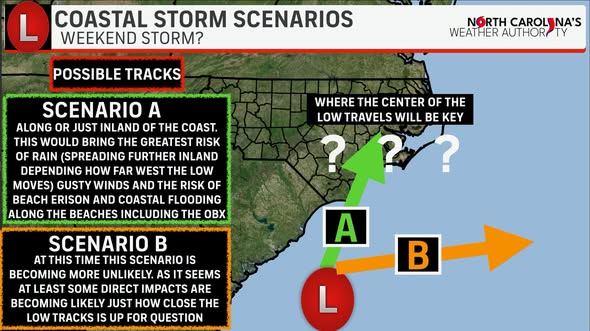 L
COASTAL STORM SCENARIOS
WEEKEND STORM?
NORTH CAROLINA'S
WEATHER AUTHORITY
POSSIBLE TRACKS
SCENARIO A
ALONG OR JUST INLAND OF THE COAST.
THIS WOULD BRING THE GREATEST RISK
OF RAIN (SPREADING FURTHER INLAND
DEPENDING HOW FAR WEST THE LOW
MOVES) GUSTY WINDS AND THE RISK OF
BEACH ERISON AND COASTAL FLOODING
ALONG THE BEACHES INCLUDING THE OBX
SCENARIO B
AT THIS TIME THIS SCENARIO IS
BECOMING MORE UNLIKELY. AS IT SEEMS
AT LEAST SOME DIRECT IMPACTS ARE
BECOMING LIKELY JUST HOW CLOSE THE
LOW TRACKS IS UP FOR QUESTION
WHERE THE CENTER OF THE
LOW TRAVELS WILL BE KEY
? ? ?
A
B
L